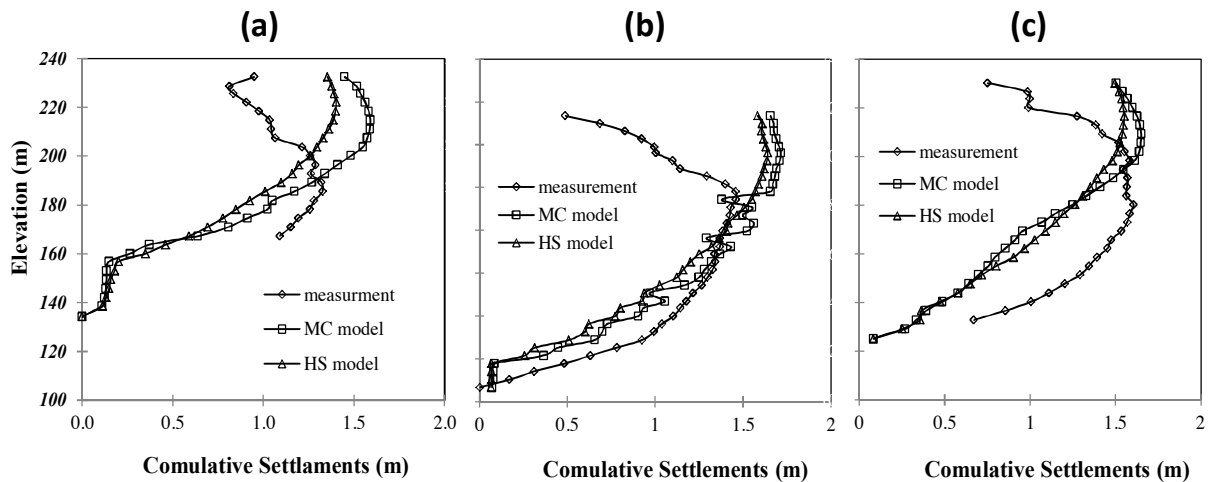 (a)
(b)
(c)
240
220
200
180
160
140
120
100
Elevation (m)
measurment
MC model
HS model
0.0
0.5
1.0
1.5
2.0
Comulative Settlaments (m)
measurement
MC model
HS model
0
0.5
1
1.5
2
Comulative Settlements (m)
measurement
MC model
HS model
0
0.5
1
1.5
2
Comulative Settlements (m)